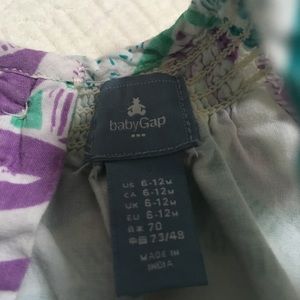 babyGap
US 6-12M
CA 6-12M
UK 6-12M
EU 6-12M
70
73/48
MADE IN
INDIA